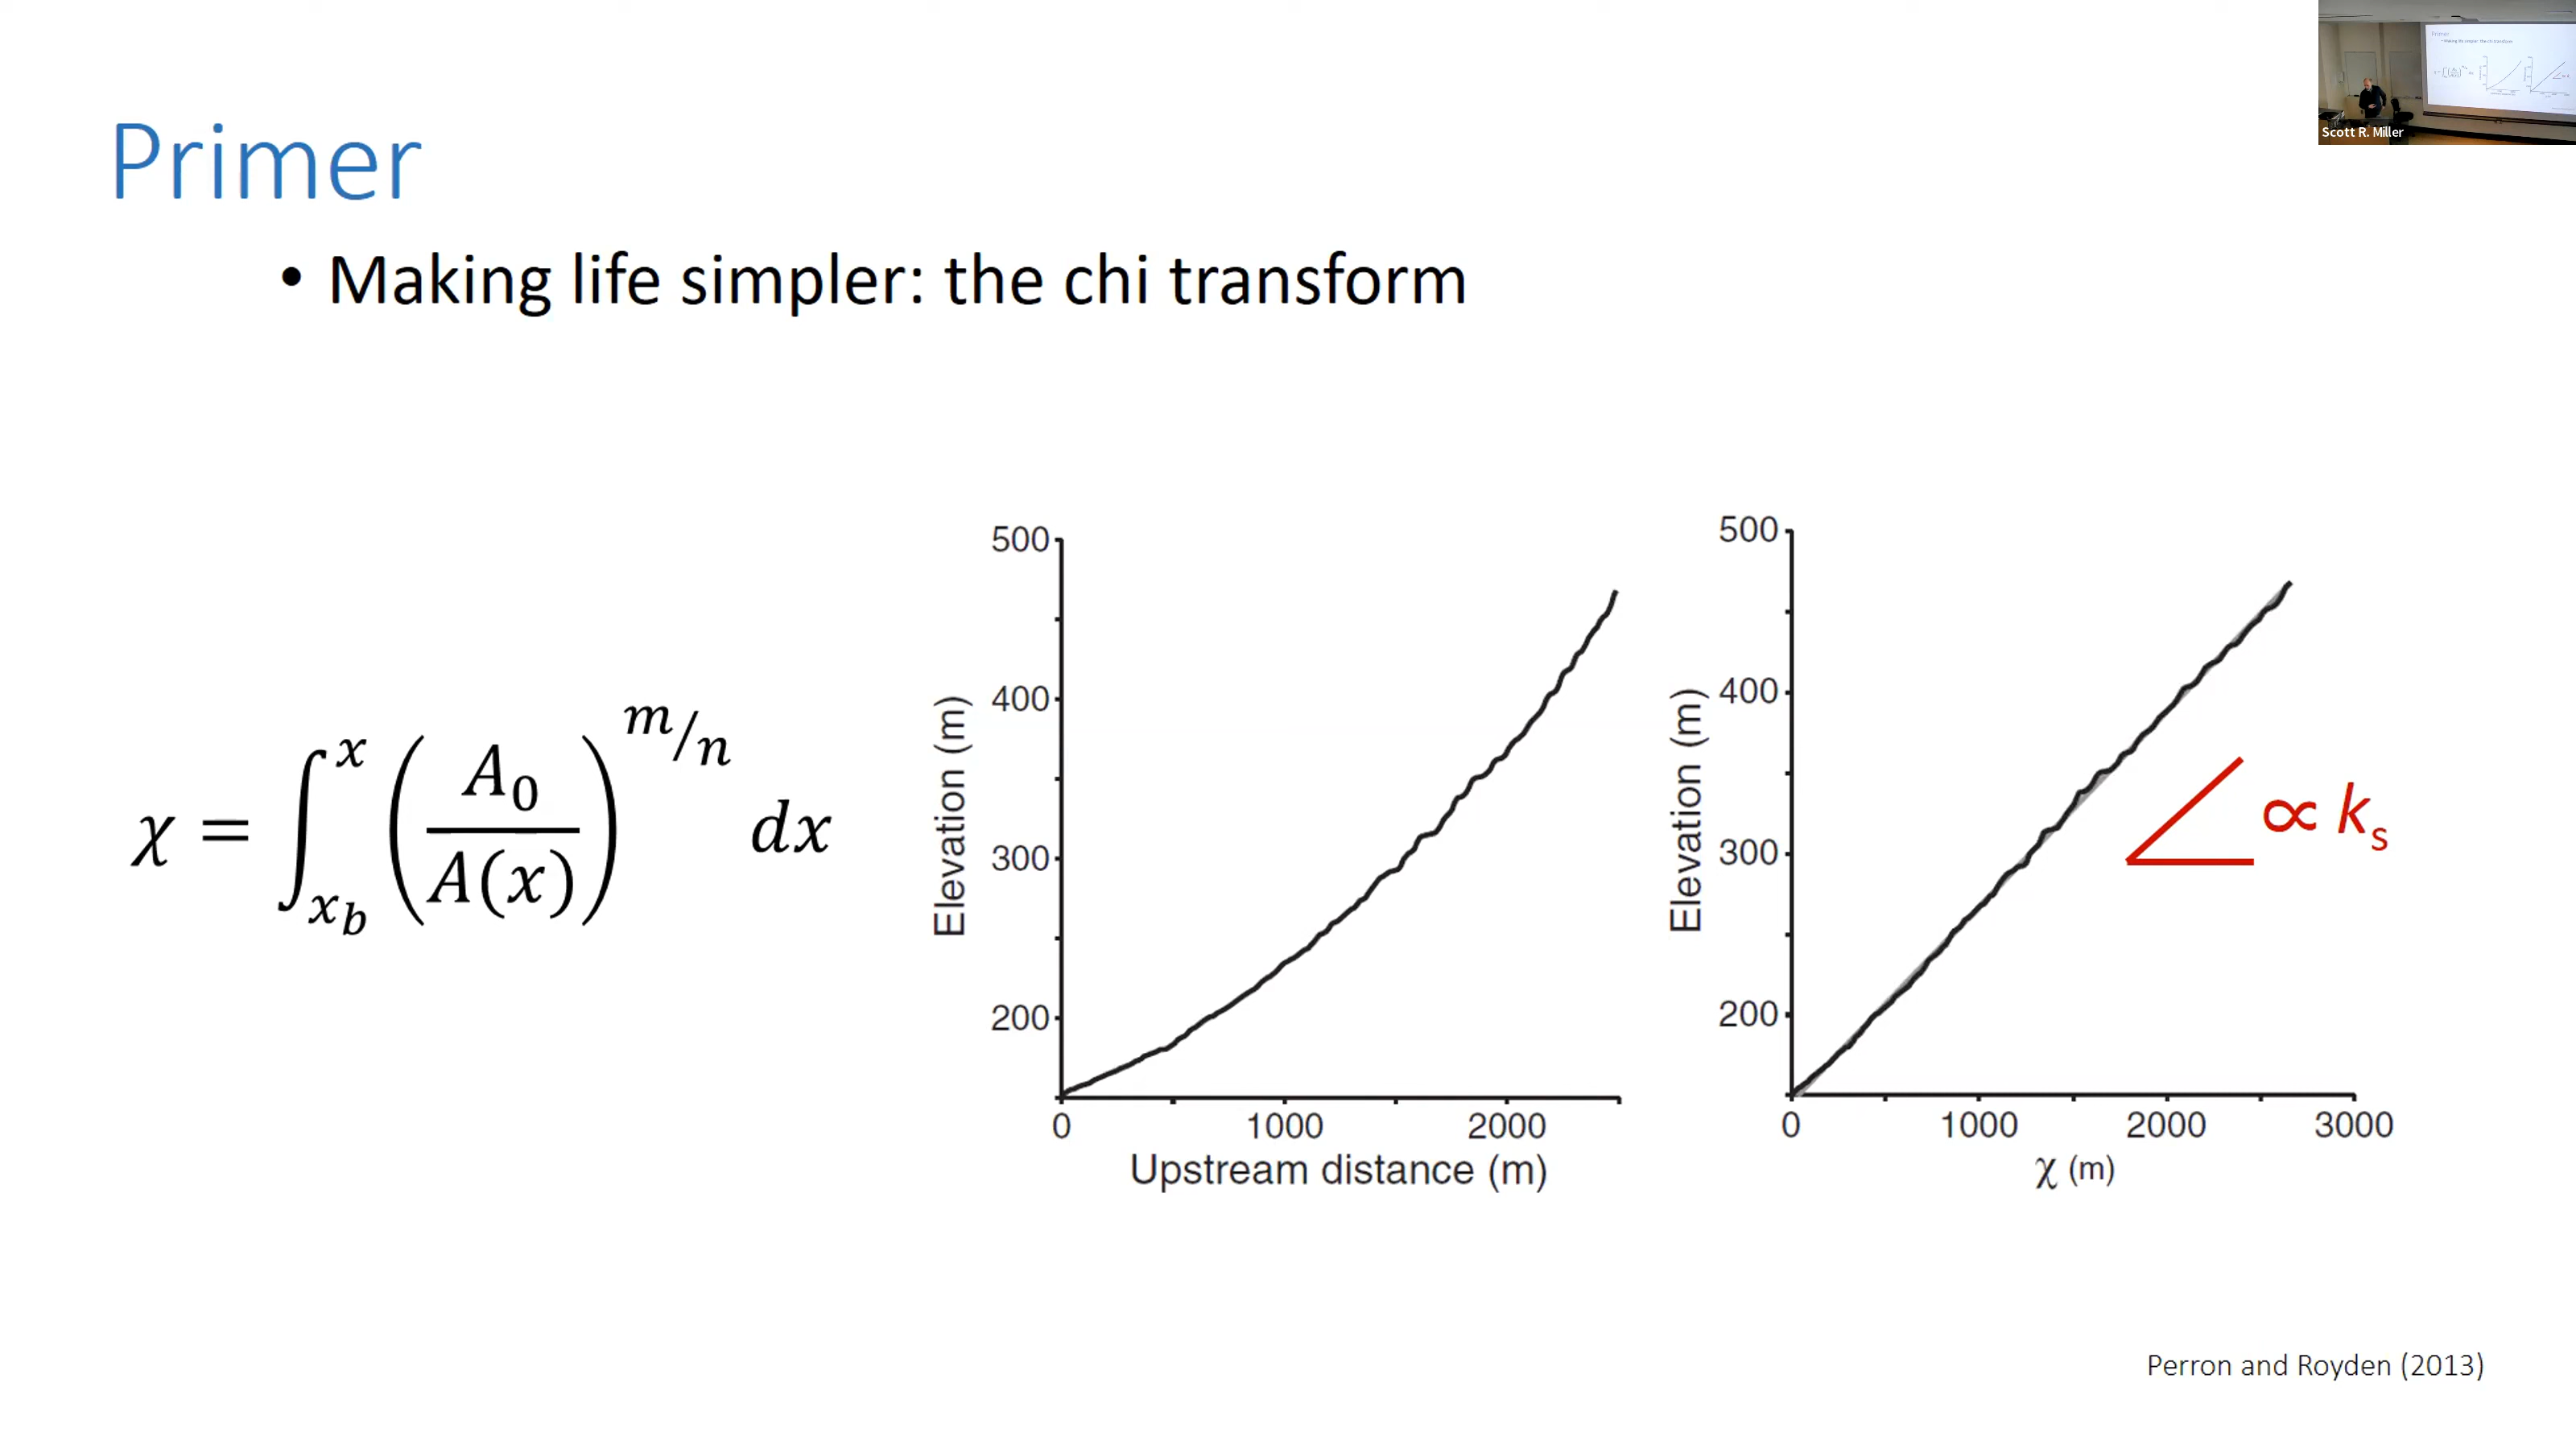 Scott R. Miller
Primer
• Making life simpler: the chi transform
χ = ∫ₓᵦˣ (A₀ / A(x))^(m/n) dx
500
400
300
200
Elevation (m)
0 1000 2000
Upstream distance (m)
500
400
300
200
Elevation (m)
∝ kₛ
0 1000 2000 3000
χ (m)
Perron and Royden (2013)